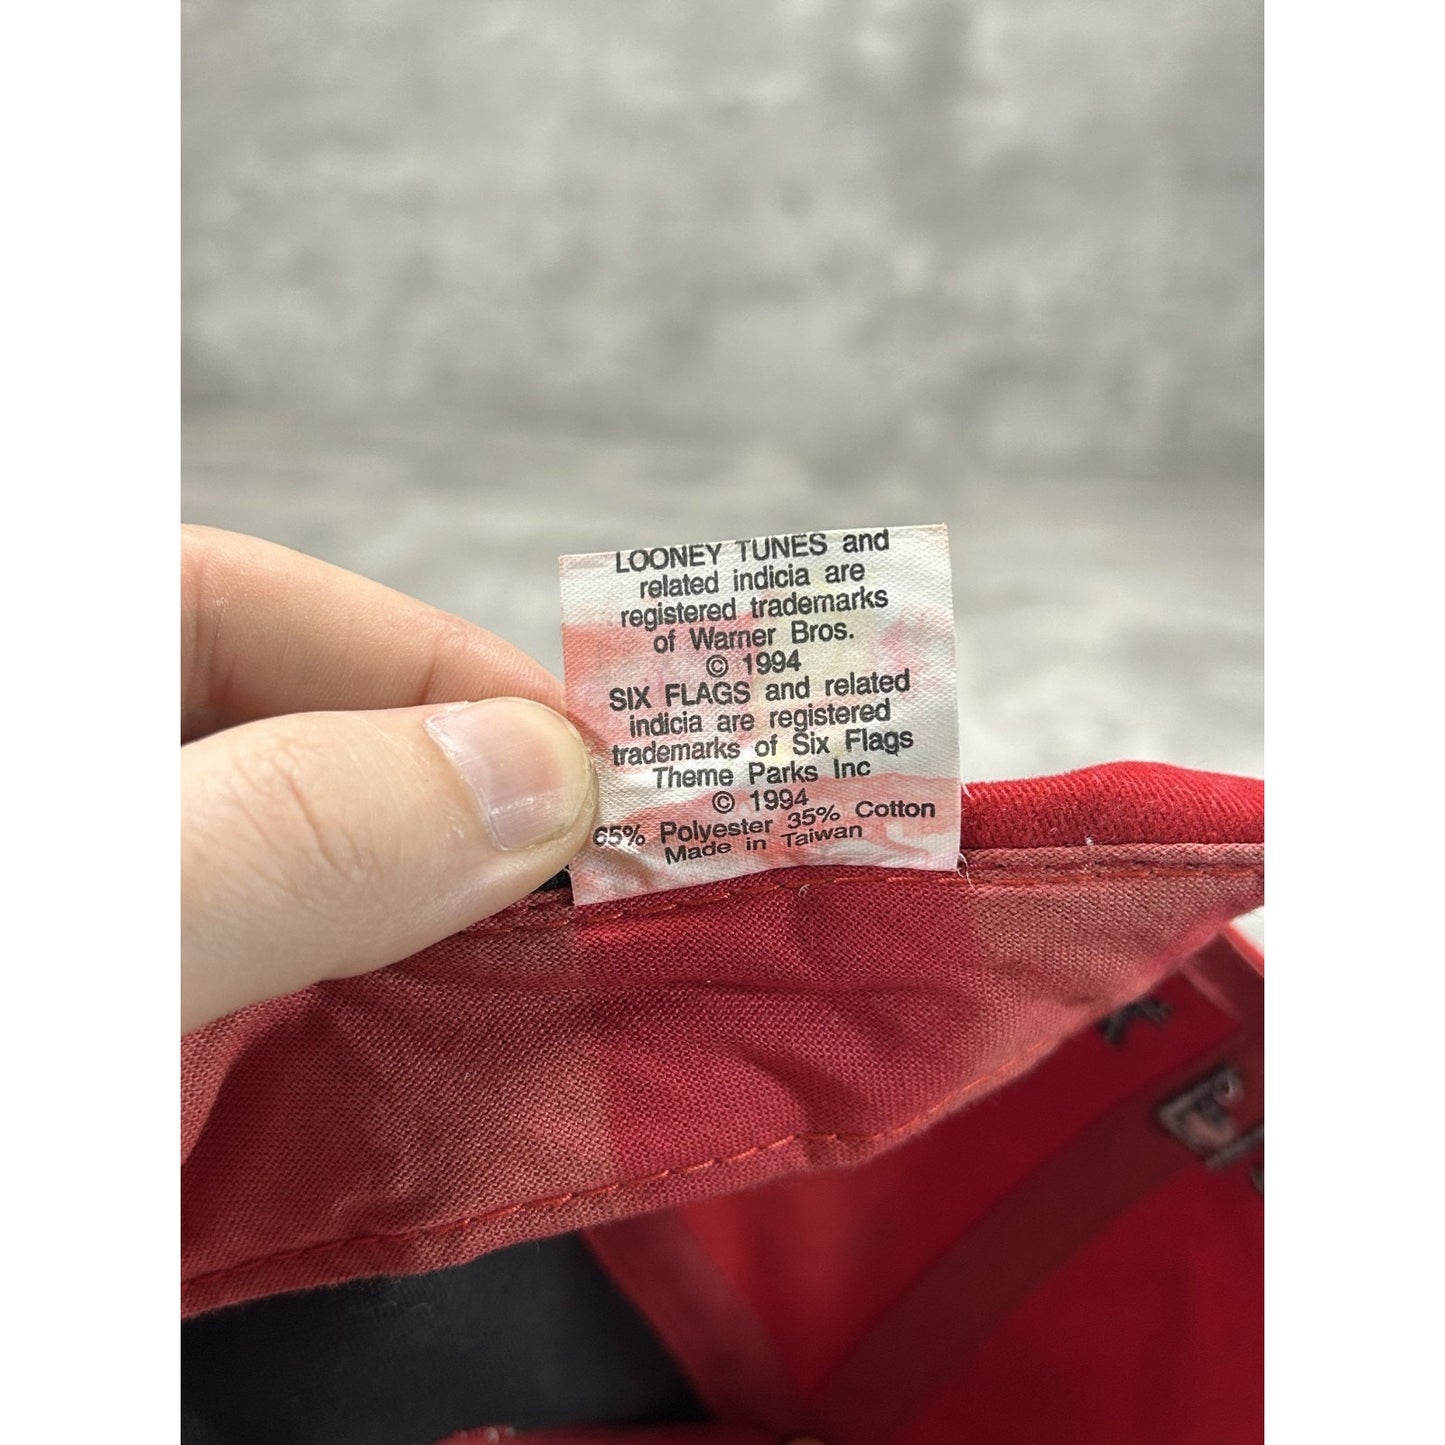 LOONEY TUNES and
related indicia are
registered trademarks
of Warner Bros.
© 1994
SIX FLAGS and related
indicia are registered
trademarks of Six Flags
Theme Parks Inc
© 1994
65% Polyester 35% Cotton
Made in Taiwan